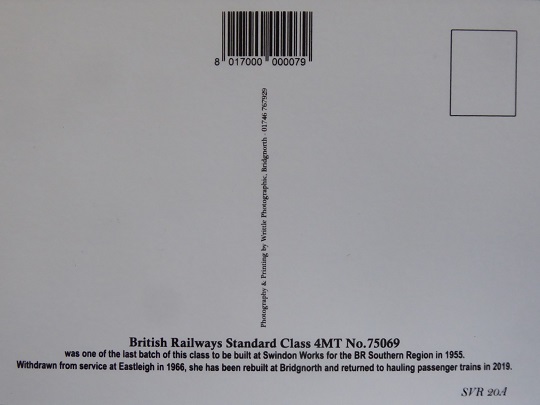 8 017000 000079
Photography & Printing by Writtle Photographic, Bridgnorth - 01746 767929
British Railways Standard Class 4MT No.75069
was one of the last batch of this class to be built at Swindon Works for the BR Southern Region in 1955.
Withdrawn from service at Eastleigh in 1966, she has been rebuilt at Bridgnorth and returned to hauling passenger trains in 2019.
SVR 20A